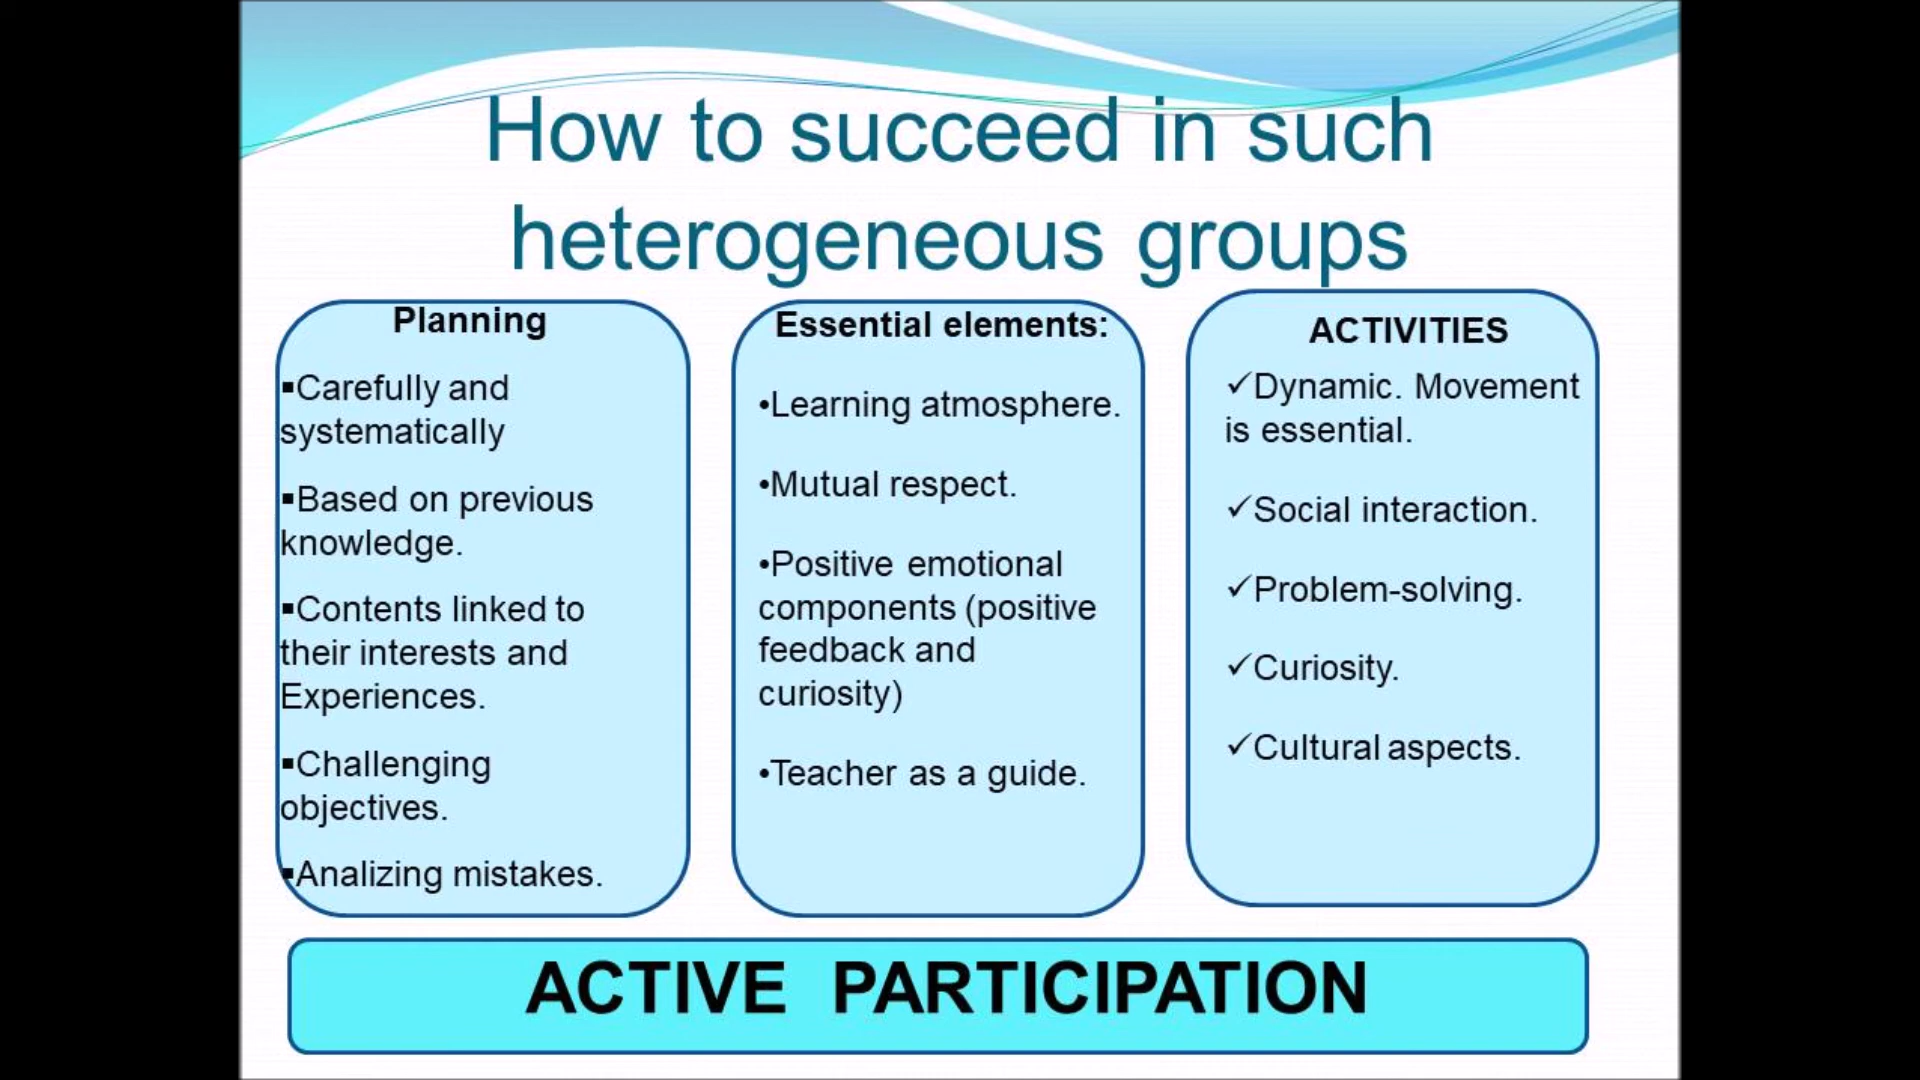 How to succeed in such
heterogeneous groups
Planning
▪Carefully and
systematically
▪Based on previous
knowledge.
▪Contents linked to
their interests and
Experiences.
▪Challenging
objectives.
▪Analizing mistakes.
Essential elements:
•Learning atmosphere.
•Mutual respect.
•Positive emotional
components (positive
feedback and
curiosity)
•Teacher as a guide.
ACTIVITIES
✓Dynamic. Movement
is essential.
✓Social interaction.
✓Problem-solving.
✓Curiosity.
✓Cultural aspects.
ACTIVE PARTICIPATION